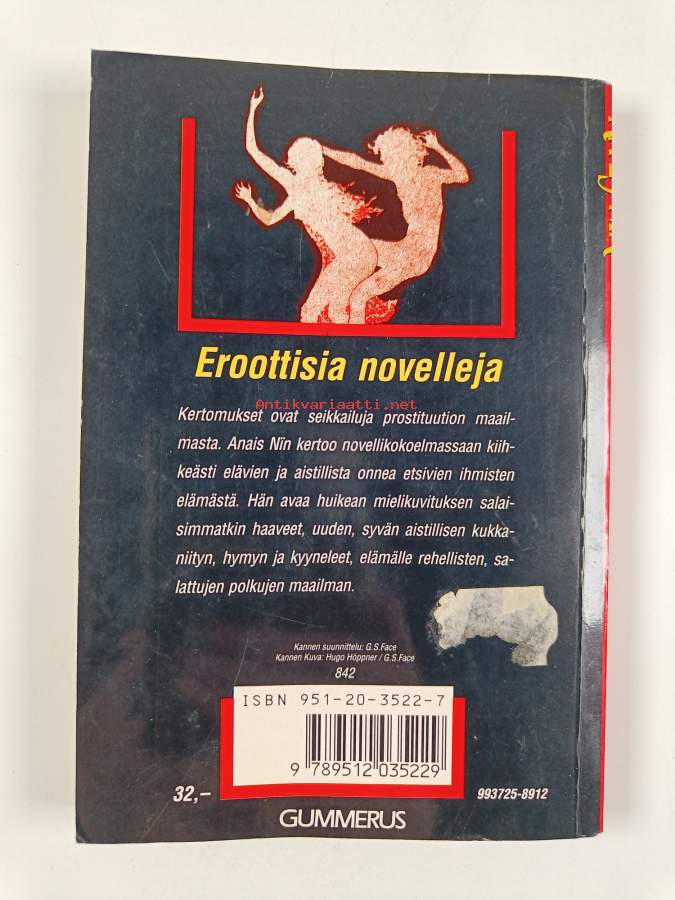 Eroottisia novelleja
Antikvariaatti.net
Kertomukset ovat seikkailuja prostituution maail-
masta. Anais Nin kertoo novellikokoelmassaan kiih-
keästi elävien ja aistillista onnea etsivien ihmisten
elämästä. Hän avaa huikean mielikuvituksen salai-
simmatkin haaveet, uuden, syvän aistillisen kukka-
niityn, hymyn ja kyyneleet, elämälle rehellisten, sa-
lattujen polkujen maailman.
Kannen suunnittelu: G.S.Face
Kannen Kuva: Hugo Höppner / G.S.Face
842
ISBN 951-20-3522-7
9 789512 035229
32,–
993725-8912
GUMMERUS